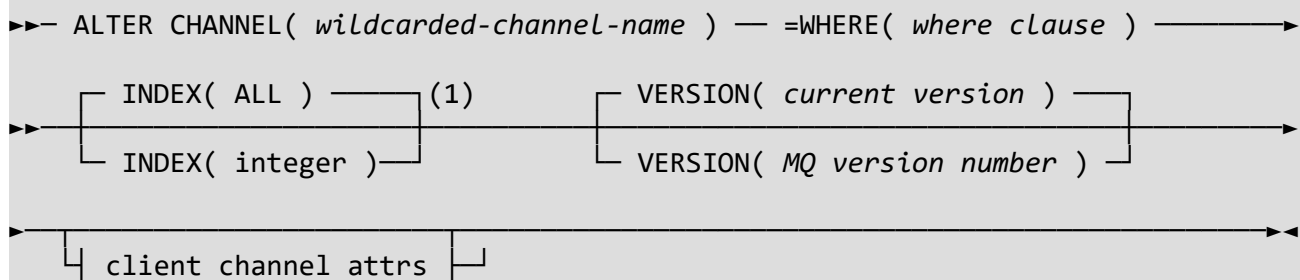 ALTER CHANNEL( wildcarded-channel-name ) =WHERE( where clause )
INDEX( ALL ) (1) VERSION( current version )
INDEX( integer ) VERSION( MQ version number )
client channel attrs